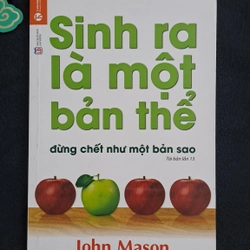 Sinh ra
là một
bản thể
đừng chết như một bản sao
Tái bản lần 13
John Mason